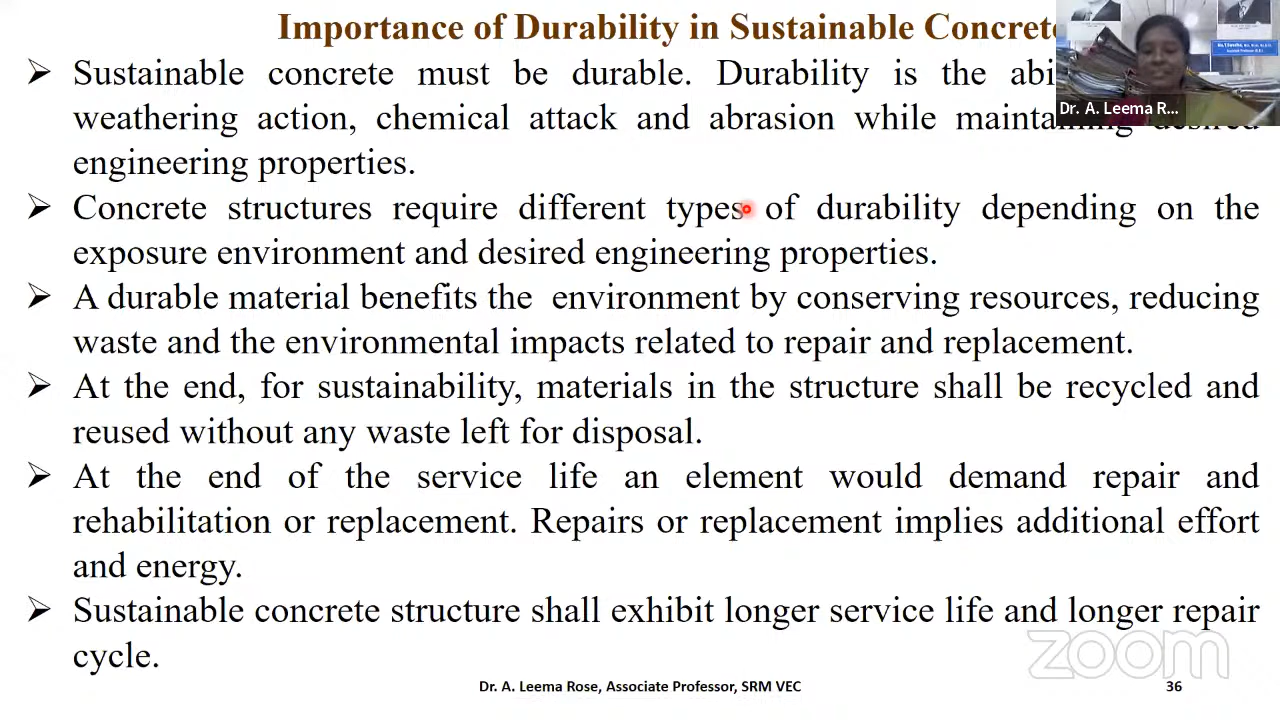 Importance of Durability in Sustainable Concrete
➢ Sustainable concrete must be durable. Durability is the abi
weathering action, chemical attack and abrasion while maintaining desired
engineering properties.
➢ Concrete structures require different types of durability depending on the
exposure environment and desired engineering properties.
➢ A durable material benefits the environment by conserving resources, reducing
waste and the environmental impacts related to repair and replacement.
➢ At the end, for sustainability, materials in the structure shall be recycled and
reused without any waste left for disposal.
➢ At the end of the service life an element would demand repair and
rehabilitation or replacement. Repairs or replacement implies additional effort
and energy.
➢ Sustainable concrete structure shall exhibit longer service life and longer repair
cycle.
Dr. A. Leema R...
zoom
Dr. A. Leema Rose, Associate Professor, SRM VEC
36